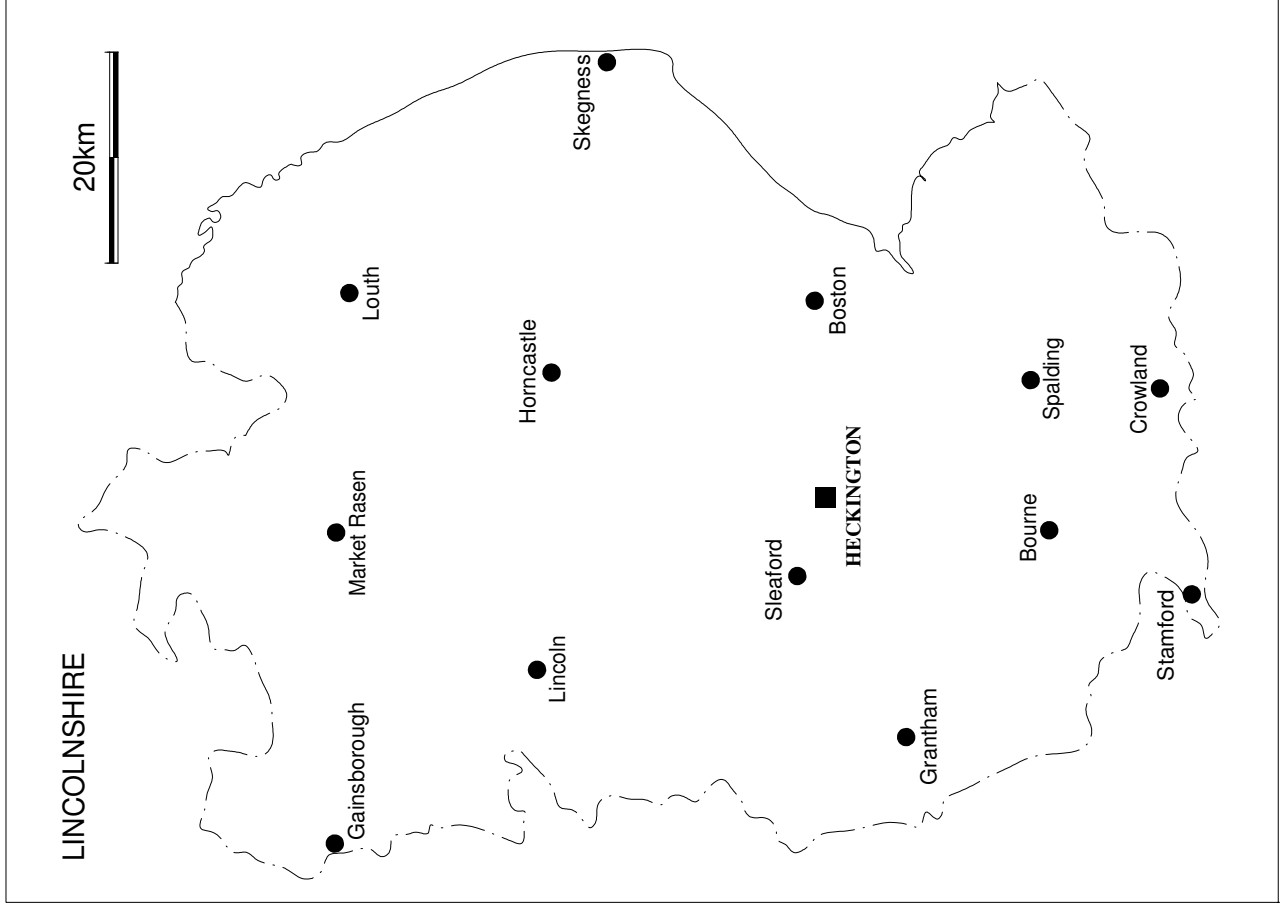 LINCOLNSHIRE
20km
Gainsborough
Market Rasen
Louth
Lincoln
Horncastle
Skegness
Sleaford
HECKINGTON
Boston
Grantham
Bourne
Spalding
Stamford
Crowland